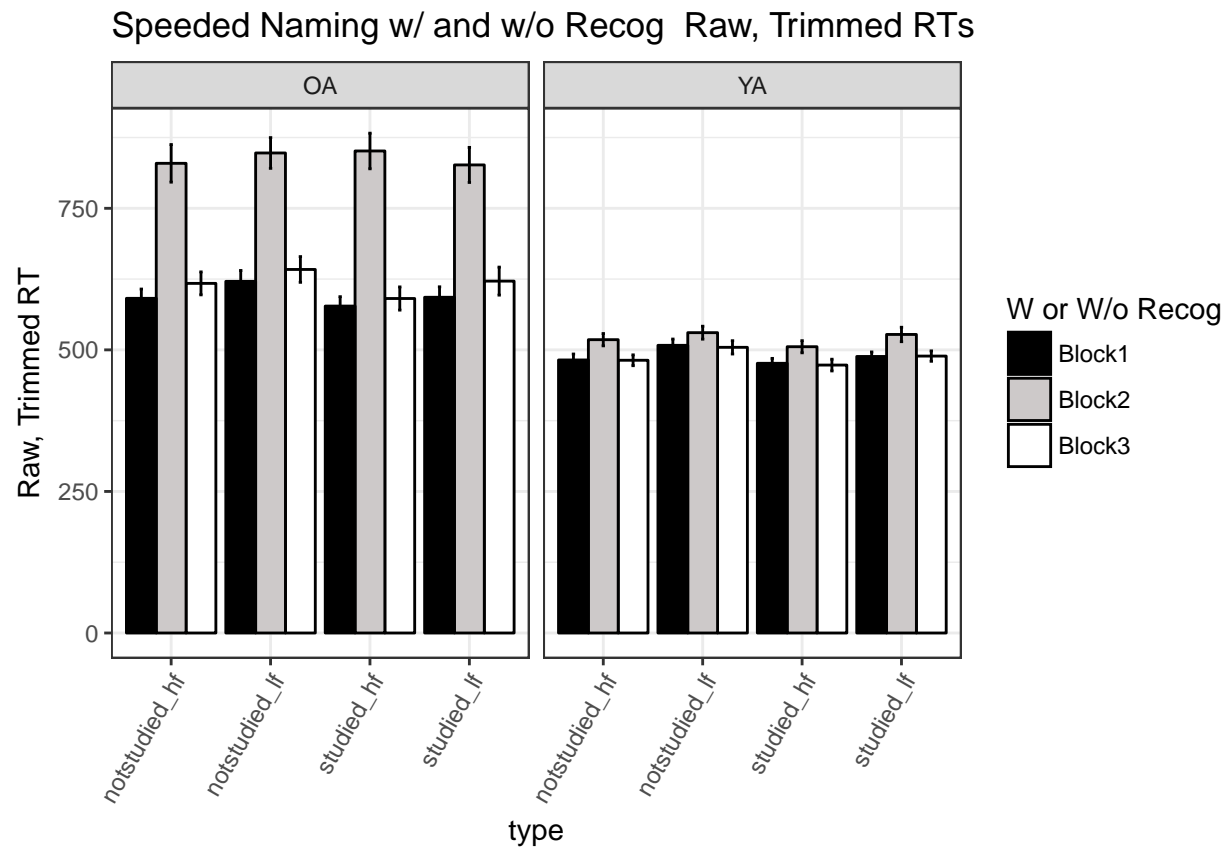 Speeded Naming w/ and w/o Recog  Raw, Trimmed RTs
OA
YA
Raw, Trimmed RT
750
500
250
0
notstudied_hf
notstudied_lf
studied_hf
studied_lf
notstudied_hf
notstudied_lf
studied_hf
studied_lf
type
W or W/o Recog
Block1
Block2
Block3